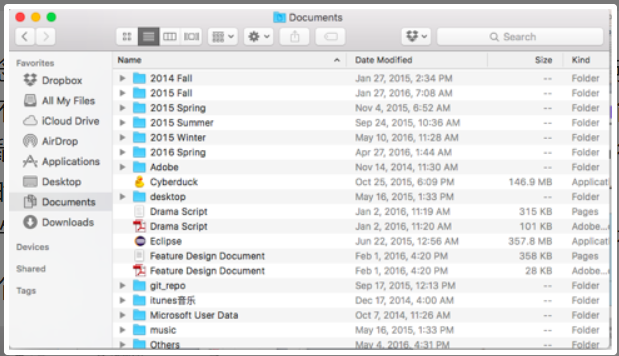 Documents
Search
Favorites
Dropbox
All My Files
iCloud Drive
AirDrop
Applications
Desktop
Documents
Downloads
Devices
Shared
Tags
Name Date Modified Size Kind
2014 Fall Jan 27, 2015, 2:34 PM -- Folder
2015 Fall Jan 27, 2016, 7:08 AM -- Folder
2015 Spring Nov 4, 2015, 6:52 AM -- Folder
2015 Summer Sep 24, 2015, 10:36 AM -- Folder
2015 Winter May 10, 2016, 11:28 AM -- Folder
2016 Spring Apr 27, 2016, 1:44 AM -- Folder
Adobe Nov 14, 2014, 11:30 AM -- Folder
Cyberduck Oct 25, 2015, 6:09 PM 146.9 MB Applicati
desktop May 16, 2015, 1:33 PM -- Folder
Drama Script Jan 2, 2016, 11:19 AM 315 KB Pages
Drama Script Jan 2, 2016, 11:20 AM 101 KB Adobe...
Eclipse Jun 22, 2015, 12:56 AM 357.8 MB Applicati
Feature Design Document Feb 1, 2016, 4:20 PM 358 KB Pages
Feature Design Document Feb 1, 2016, 4:20 PM 28 KB Adobe...
git_repo Sep 17, 2015, 12:13 PM -- Folder
itunes音乐 Dec 17, 2014, 4:00 AM -- Folder
Microsoft User Data Oct 7, 2014, 11:26 AM -- Folder
music May 16, 2015, 1:33 PM -- Folder
Others May 4, 2016, 1:33 AM -- Folder